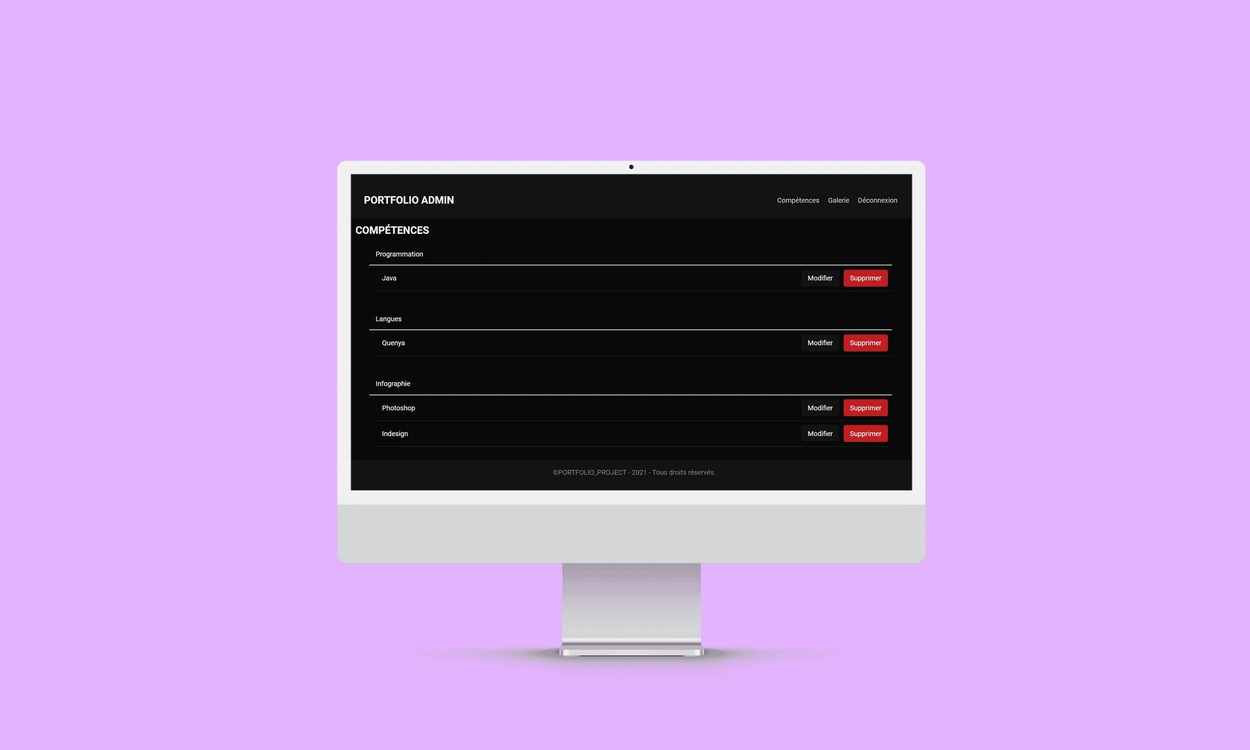 PORTFOLIO ADMIN
Compétences Galerie Déconnexion
COMPÉTENCES
Programmation
Java Modifier Supprimer
Langues
Quenya Modifier Supprimer
Infographie
Photoshop Modifier Supprimer
Indesign Modifier Supprimer
©PORTFOLIO_PROJECT - 2021 - Tous droits réservés.